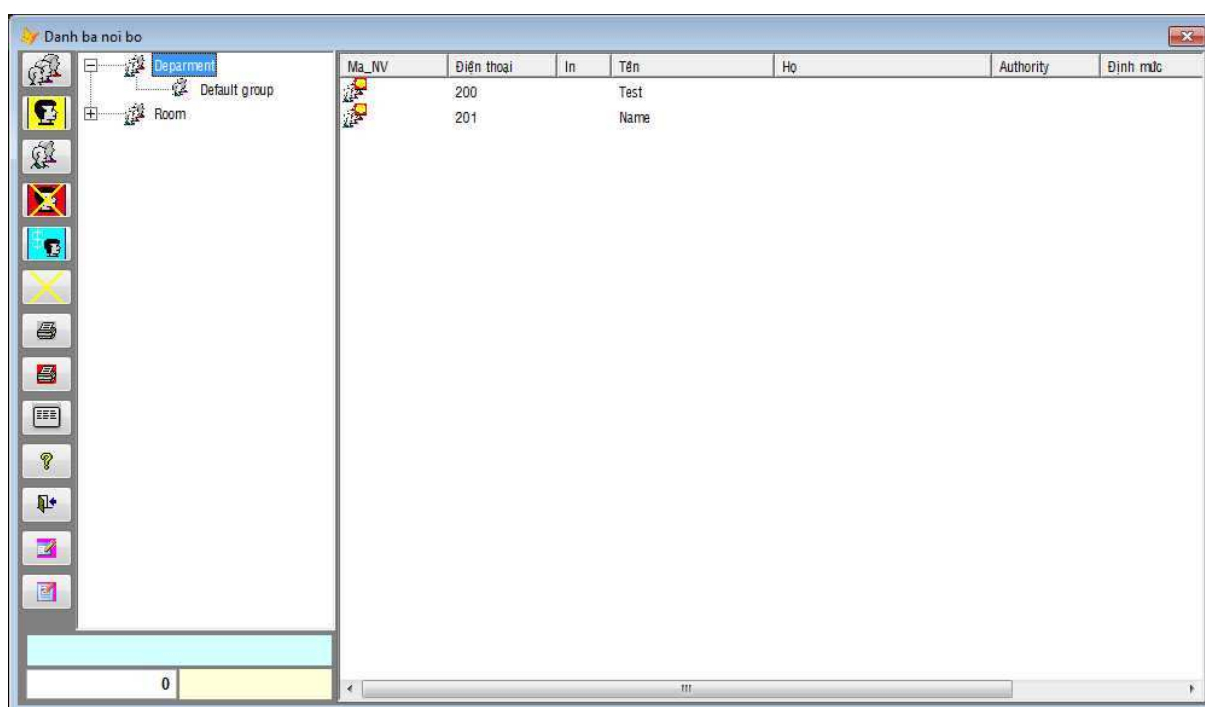 Danh ba noi bo
Deparment
Default group
Room
Ma_NV Điện thoại In Tên Họ Authority Định mức
200 Test
201 Name
0